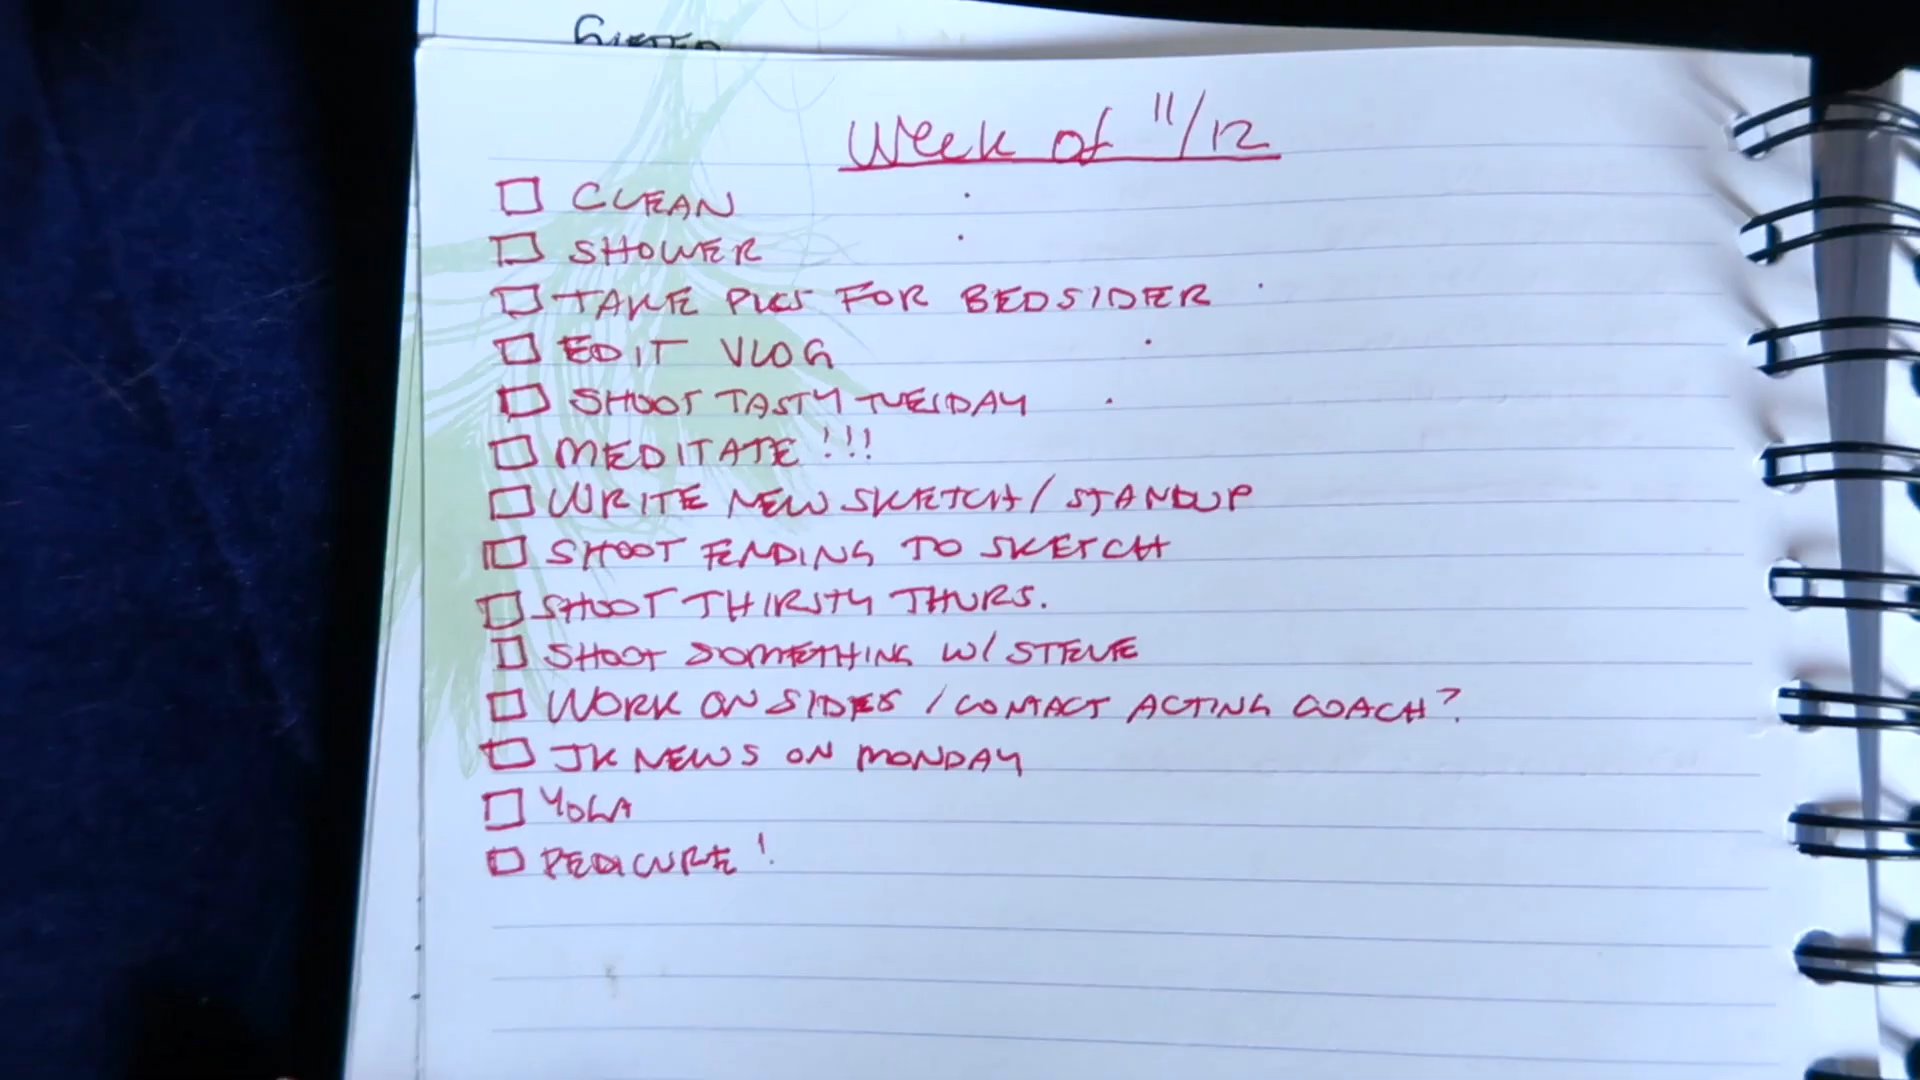 GIFTED
Week of 11/12
CLEAN
SHOWER
TAKE PICS FOR BEDSIDER
EDIT VLOG
SHOOT TASTY TUESDAY
MEDITATE!!!
WRITE NEW SKETCH / STANDUP
SHOOT ENDING TO SKETCH
SHOOT THIRSTY THURS.
SHOOT SOMETHING W/ STEVE
WORK ON SIDES / CONTACT ACTING COACH?
JK NEWS ON MONDAY
YOGA
PEDICURE!